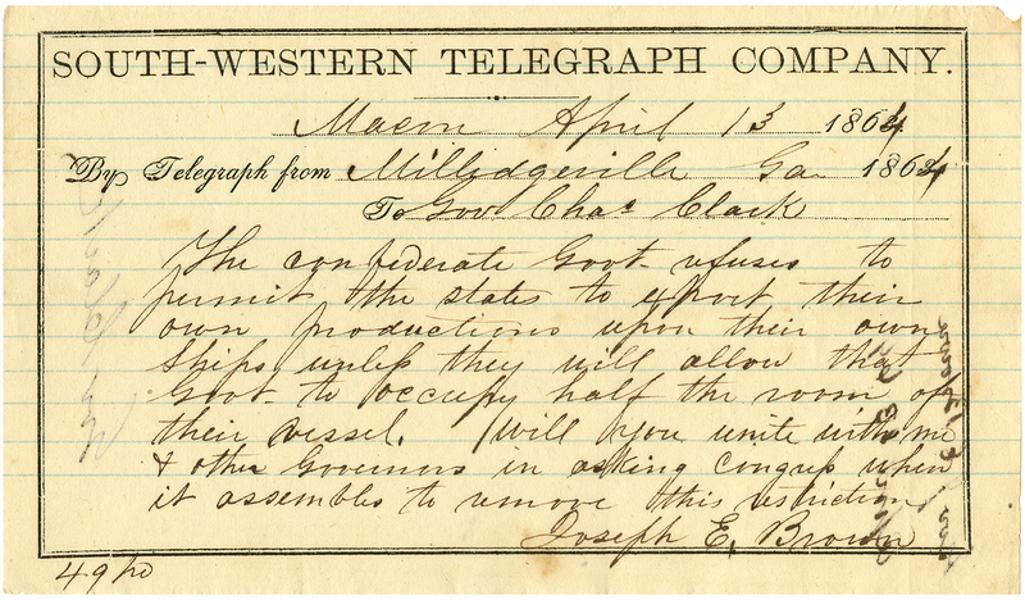 SOUTH-WESTERN TELEGRAPH COMPANY.
Macon April 13 1864
By Telegraph from Milledgeville Ga 1864
To Gov Chas Clark
The confederate Govt refuses to
permit the states to export their
own productions upon their own
ships unless they will allow that
Govt to occupy half the room of
their vessel. Will you unite with me
& other Governors in asking congress when
it assembles to remove this restriction
Joseph E, Brown
49 pd